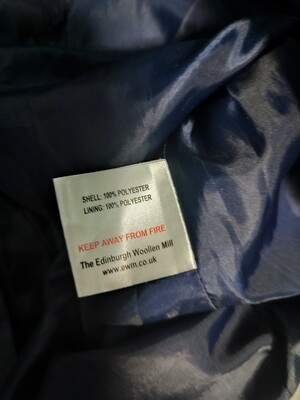 SHELL: 100% POLYESTER
LINING: 100% POLYESTER
KEEP AWAY FROM FIRE
The Edinburgh Woollen Mill
www.ewm.co.uk